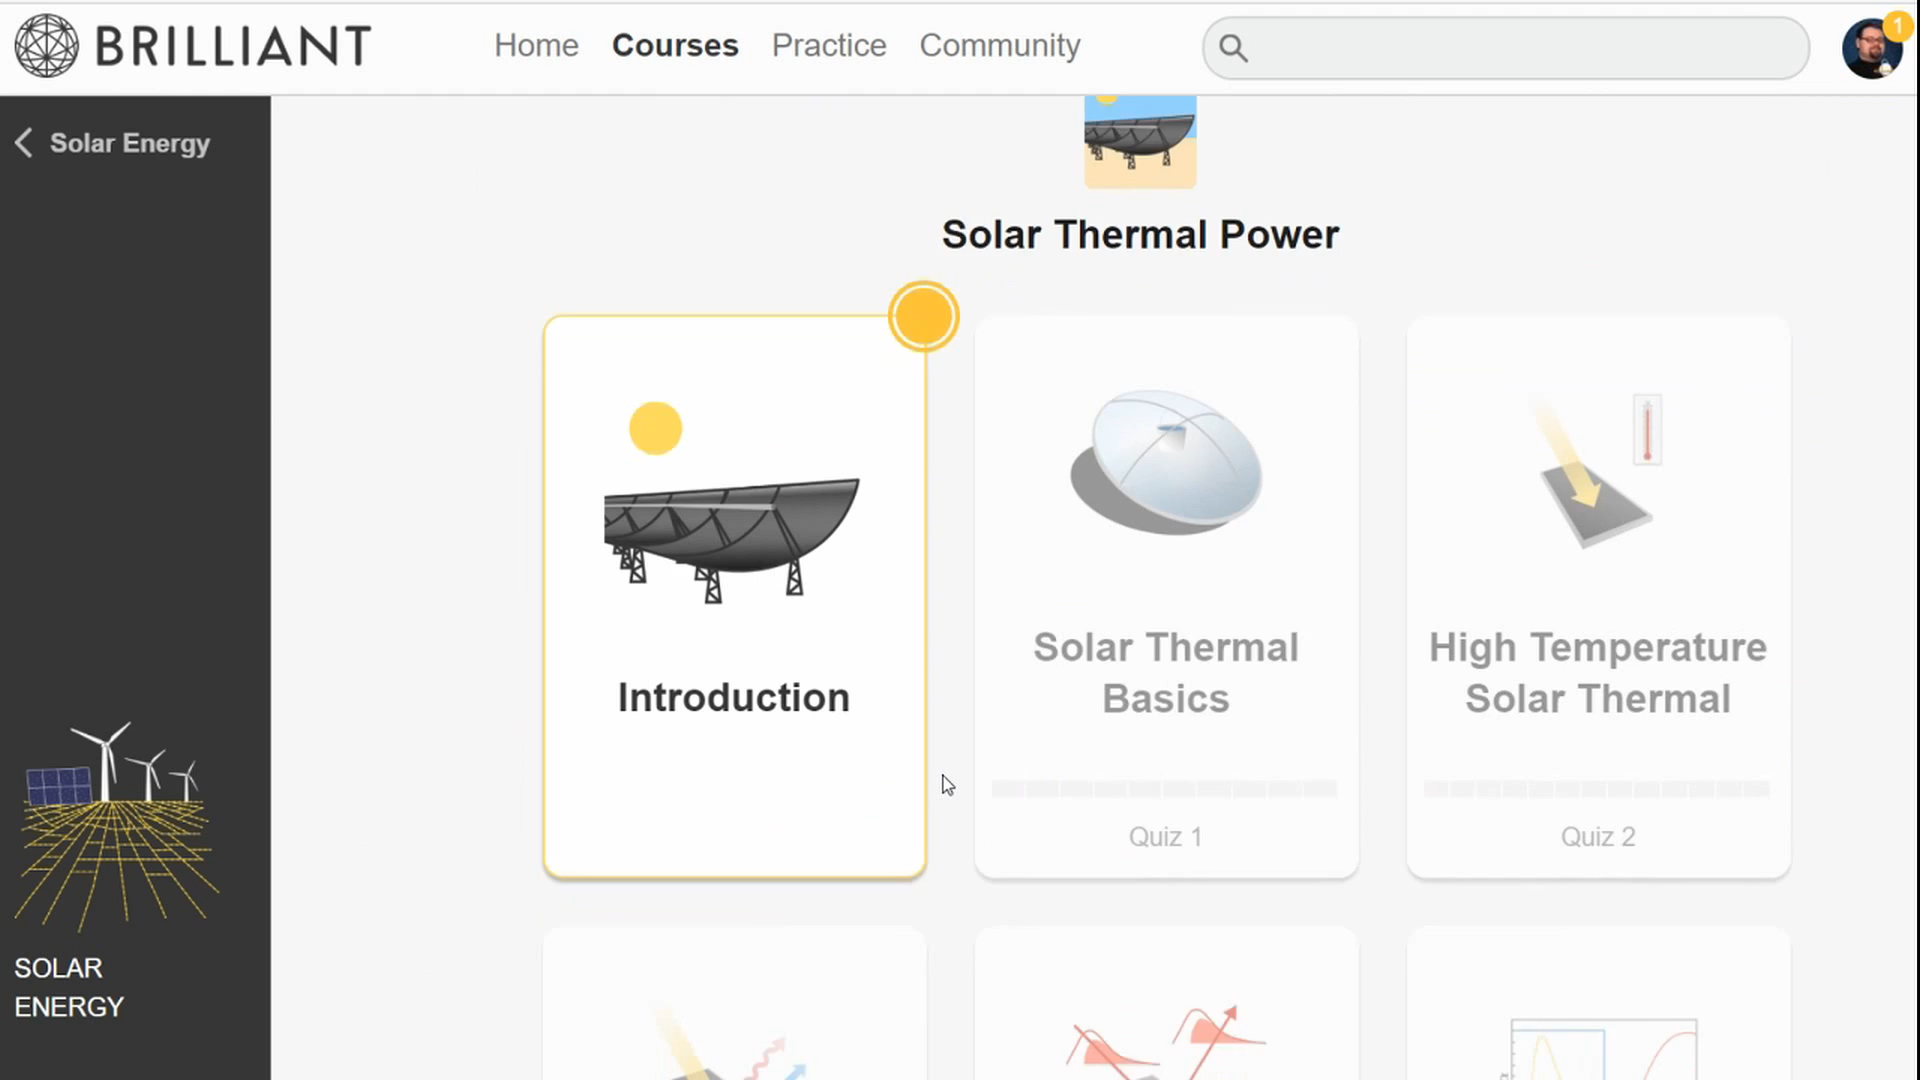 BRILLIANT
Home Courses Practice Community
1
Solar Energy
Solar Thermal Power
Introduction
Solar Thermal
Basics
Quiz 1
High Temperature
Solar Thermal
Quiz 2
SOLAR
ENERGY